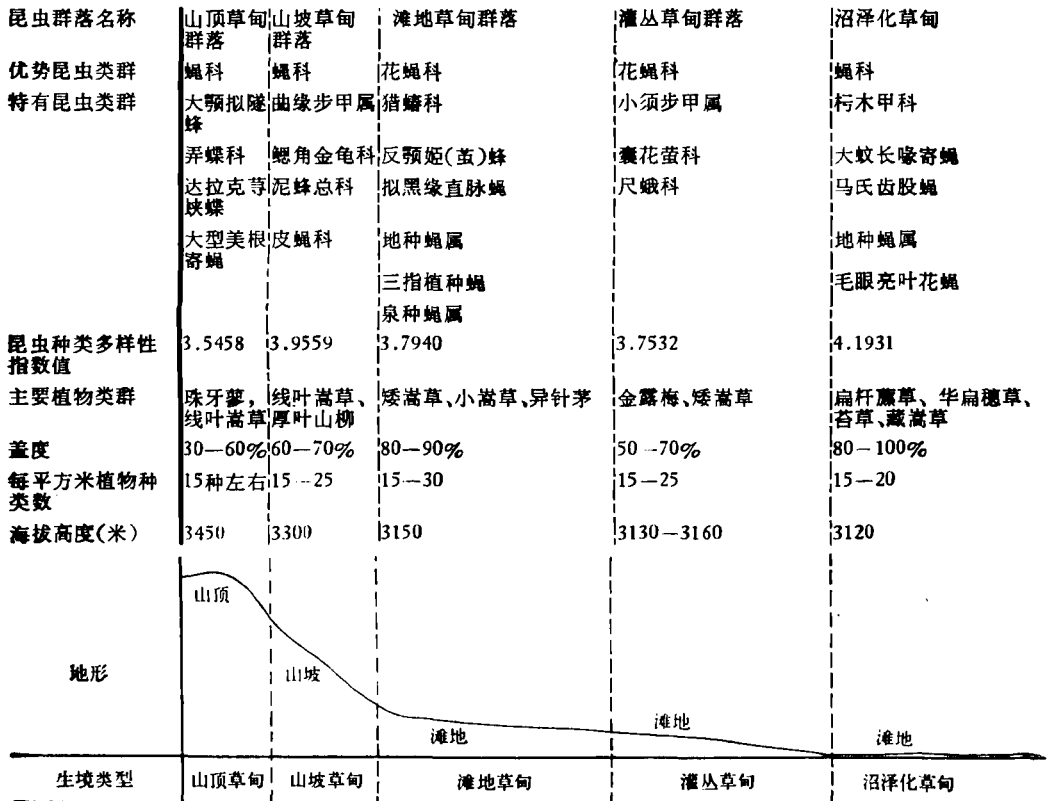 昆虫群落名称 山顶草甸 山坡草甸 滩地草甸群落 灌丛草甸群落 沼泽化草甸
群落 群落
优势昆虫类群 蝇科 蝇科 花蝇科 花蝇科 蝇科
特有昆虫类群 大颚拟隧 曲缘步甲属 猎蝽科 小须步甲属 朽木甲科
蜂
弄蝶科 鳃角金龟科 反颚姬(茧)蜂 囊花萤科 大蚊长喙寄蝇
达拉克荨 泥蜂总科 拟黑缘直脉蝇 尺蛾科 马氏齿股蝇
蛱蝶
大型美根 皮蝇科 地种蝇属 地种蝇属
寄蝇
三指植种蝇 毛眼亮叶花蝇
泉种蝇属
昆虫种类多样性 3.5458 3.9559 3.7940 3.7532 4.1931
指数值
主要植物类群 珠牙蓼, 线叶嵩草、 矮嵩草、小嵩草、异针茅 金露梅、矮嵩草 扁杆藨草、华扁穗草、
线叶嵩草 厚叶山柳 苔草、藏嵩草
盖度 30—60% 60—70% 80—90% 50—70% 80—100%
每平方米植物种 15种左右 15—25 15—30 15—25 15—20
类数
海拔高度(米) 3450 3300 3150 3130—3160 3120
山顶
地形 山坡
滩地 滩地 滩地
生境类型 山顶草甸 山坡草甸 滩地草甸 灌丛草甸 沼泽化草甸